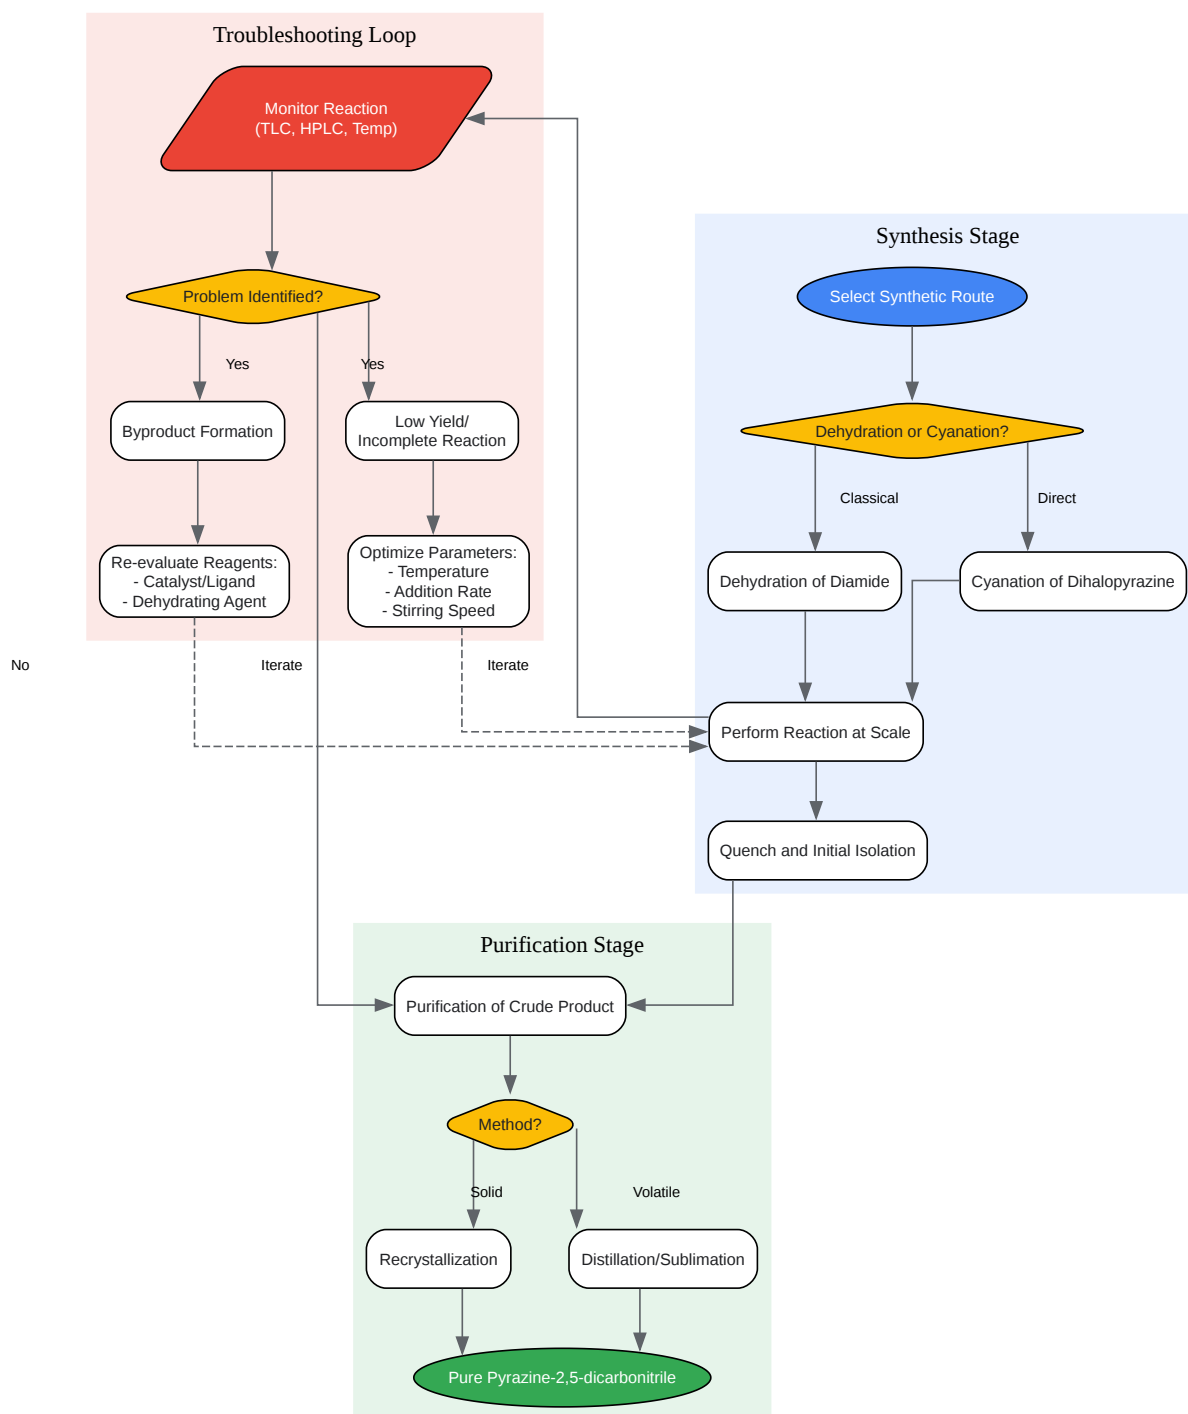 Troubleshooting Loop
Monitor Reaction
(TLC, HPLC, Temp)
Problem Identified?
Yes
Yes
Byproduct Formation
Low Yield/
Incomplete Reaction
Re-evaluate Reagents:
- Catalyst/Ligand
- Dehydrating Agent
Optimize Parameters:
- Temperature
- Addition Rate
- Stirring Speed
No
Iterate
Iterate
Synthesis Stage
Select Synthetic Route
Dehydration or Cyanation?
Classical
Direct
Dehydration of Diamide
Cyanation of Dihalopyrazine
Perform Reaction at Scale
Quench and Initial Isolation
Purification Stage
Purification of Crude Product
Method?
Solid
Volatile
Recrystallization
Distillation/Sublimation
Pure Pyrazine-2,5-dicarbonitrile